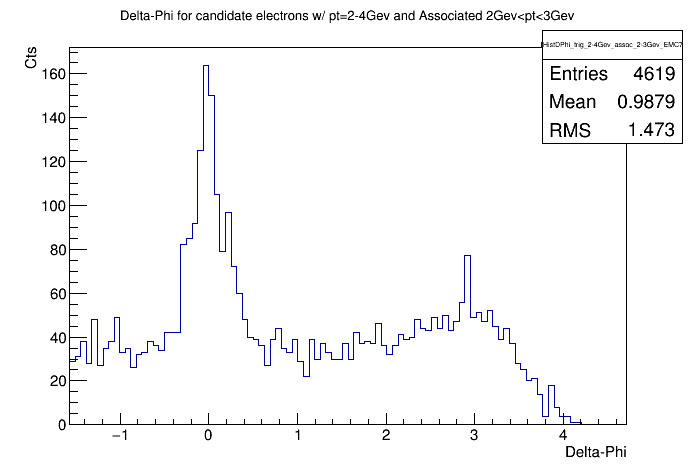 Delta-Phi for candidate electrons w/ pt=2-4Gev and Associated 2Gev<pt<3Gev
HistDPhi_trig_2-4Gev_assoc_2-3Gev_EMC7
Entries 4619
Mean 0.9879
RMS 1.473
Cts
160
140
120
100
80
60
40
20
0
−1 0 1 2 3 4
Delta-Phi